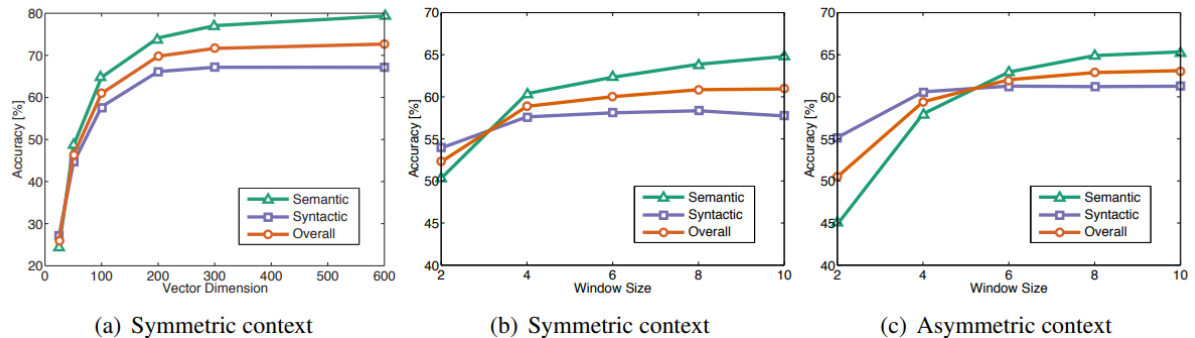 80
70
60
50
40
30
20
0
100
200
300
400
500
600
Accuracy [%]
Vector Dimension
Semantic
Syntactic
Overall
(a) Symmetric context
70
65
60
55
50
45
40
2
4
6
8
10
Accuracy [%]
Window Size
Semantic
Syntactic
Overall
(b) Symmetric context
70
65
60
55
50
45
40
2
4
6
8
10
Accuracy [%]
Window Size
Semantic
Syntactic
Overall
(c) Asymmetric context